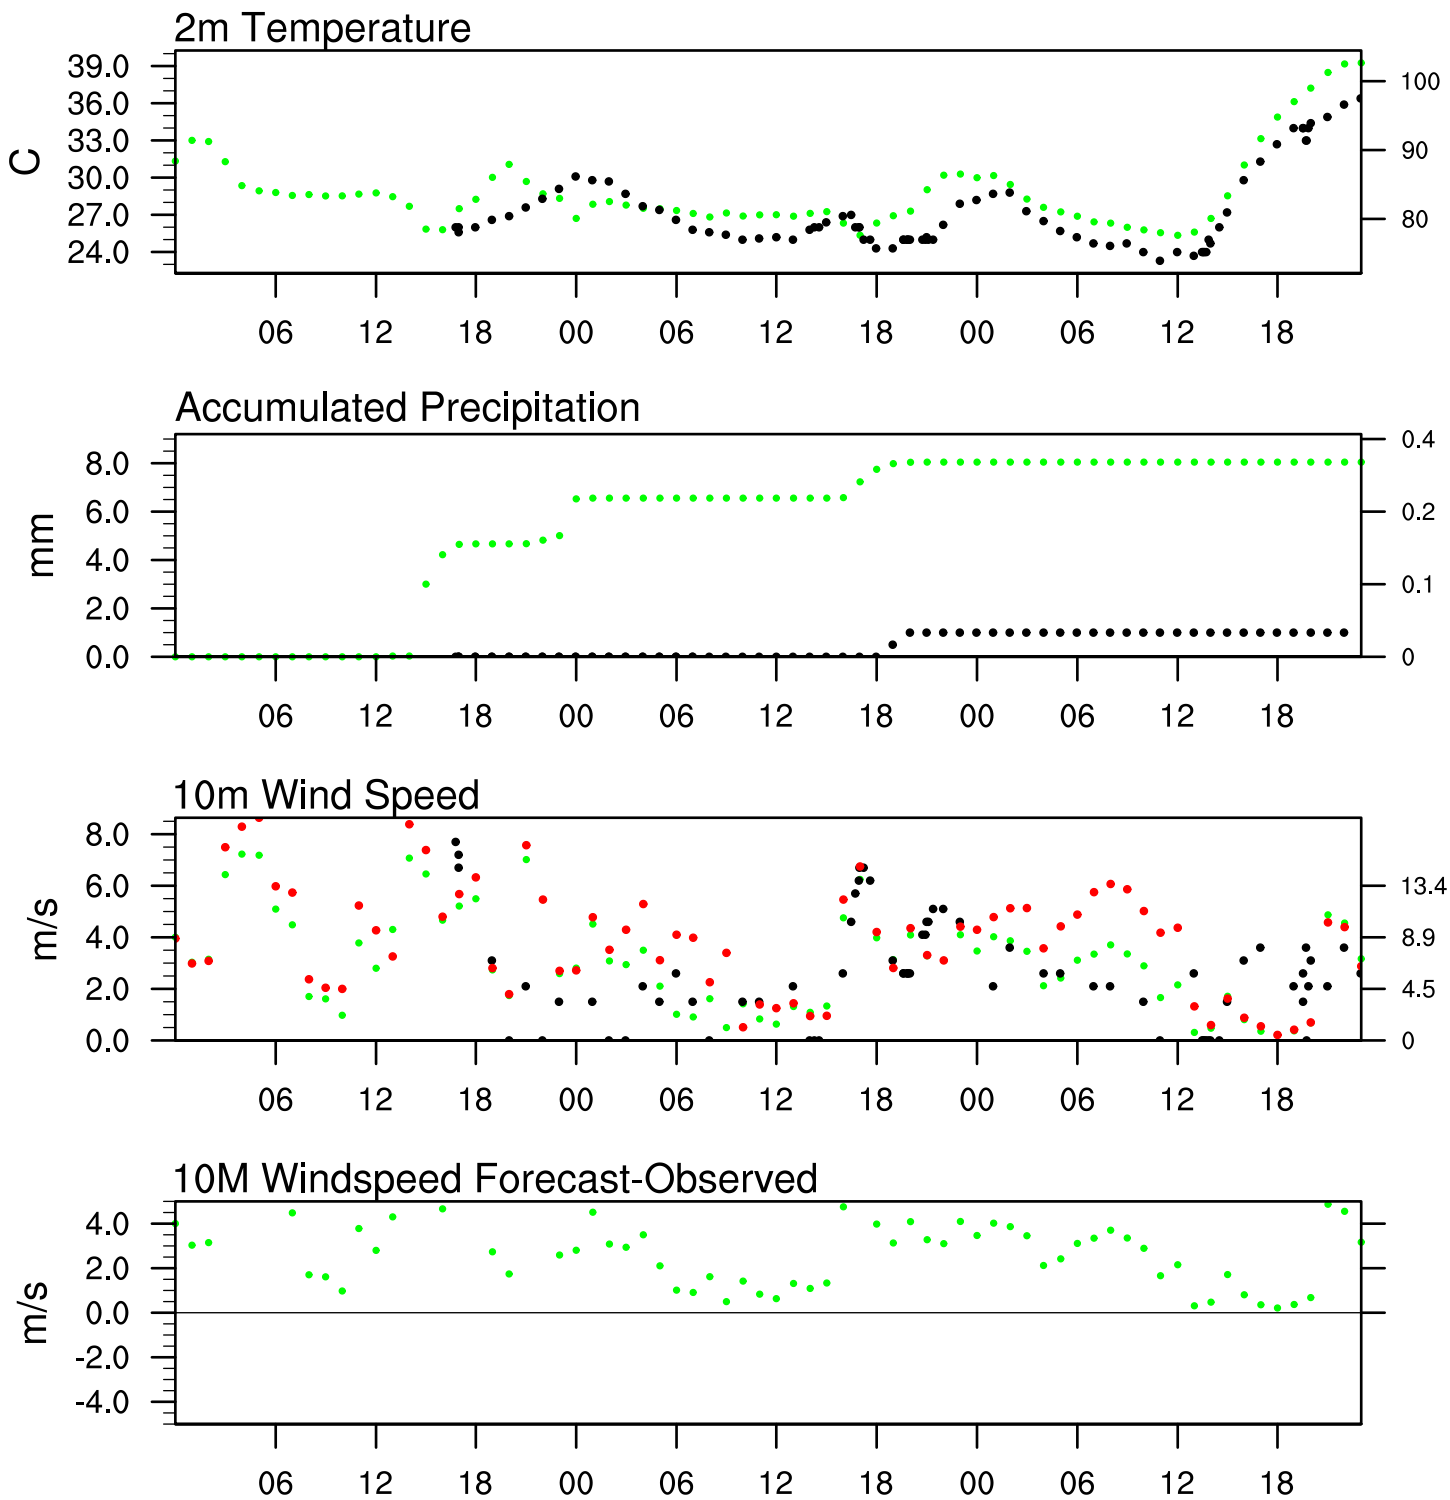 2m Temperature
39.0
36.0
33.0
30.0
27.0
24.0
C
100
90
80
06 12 18 00 06 12 18 00 06 12 18
Accumulated Precipitation
8.0
6.0
4.0
2.0
0.0
mm
0.4
0.2
0.1
0
06 12 18 00 06 12 18 00 06 12 18
10m Wind Speed
8.0
6.0
4.0
2.0
0.0
m/s
13.4
8.9
4.5
0
06 12 18 00 06 12 18 00 06 12 18
10M Windspeed Forecast-Observed
4.0
2.0
0.0
-2.0
-4.0
m/s
06 12 18 00 06 12 18 00 06 12 18